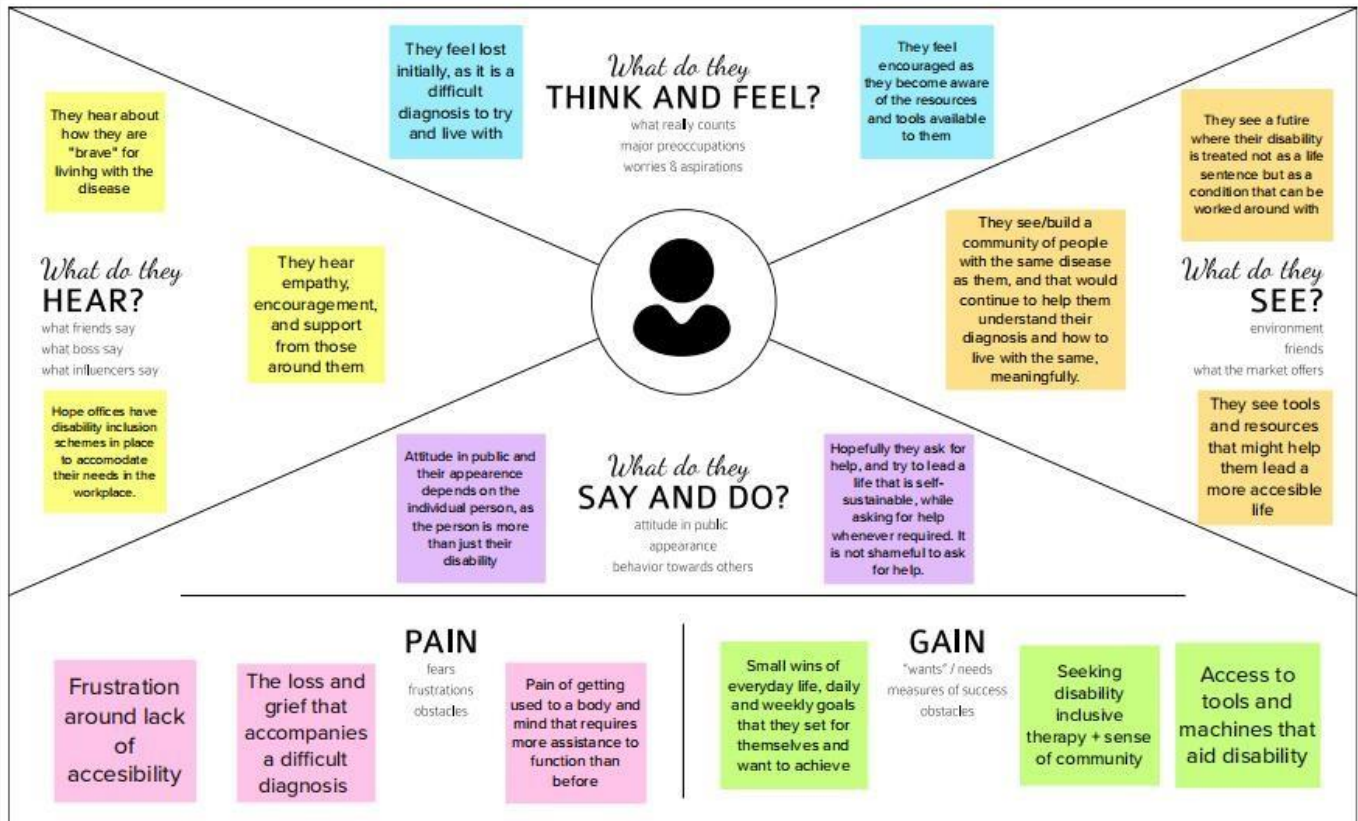 They feel lost
initially, as it is a
difficult
diagnosis to try
and live with
What do they
THINK AND FEEL?
what really counts
major preoccupations
worries & aspirations
They feel
encouraged as
they become aware
of the resources
and tools available
to them
They hear about
how they are
"brave" for
livinhg with the
disease
What do they
HEAR?
what friends say
what boss say
what influencers say
They hear
empathy,
encouragement,
and support
from those
around them
Hope offices have
disability inclusion
schemes in place
to accomodate
their needs in the
workplace.
They see a futire
where their disability
is treated not as a life
sentence but as a
condition that can be
worked around with
They see/build a
community of people
with the same disease
as them, and that would
continue to help them
understand their
diagnosis and how to
live with the same,
meaningfully.
What do they
SEE?
environment
friends
what the market offers
They see tools
and resources
that might help
them lead a
more accesible
life
Attitude in public and
their appearence
depends on the
individual person, as
the person is more
than just their
disability
What do they
SAY AND DO?
attitude in public
appearance
behavior towards others
Hopefully they ask for
help, and try to lead a
life that is self-
sustainable, while
asking for help
whenever required. It
is not shameful to ask
for help.
PAIN
fears
frustrations
obstacles
Frustration
around lack
of
accesibility
The loss and
grief that
accompanies
a difficult
diagnosis
Pain of getting
used to a body and
mind that requires
more assistance to
function than
before
GAIN
"wants" / needs
measures of success
obstacles
Small wins of
everyday life, daily
and weekly goals
that they set for
themselves and
want to achieve
Seeking
disability
inclusive
therapy + sense
of community
Access to
tools and
machines that
aid disability